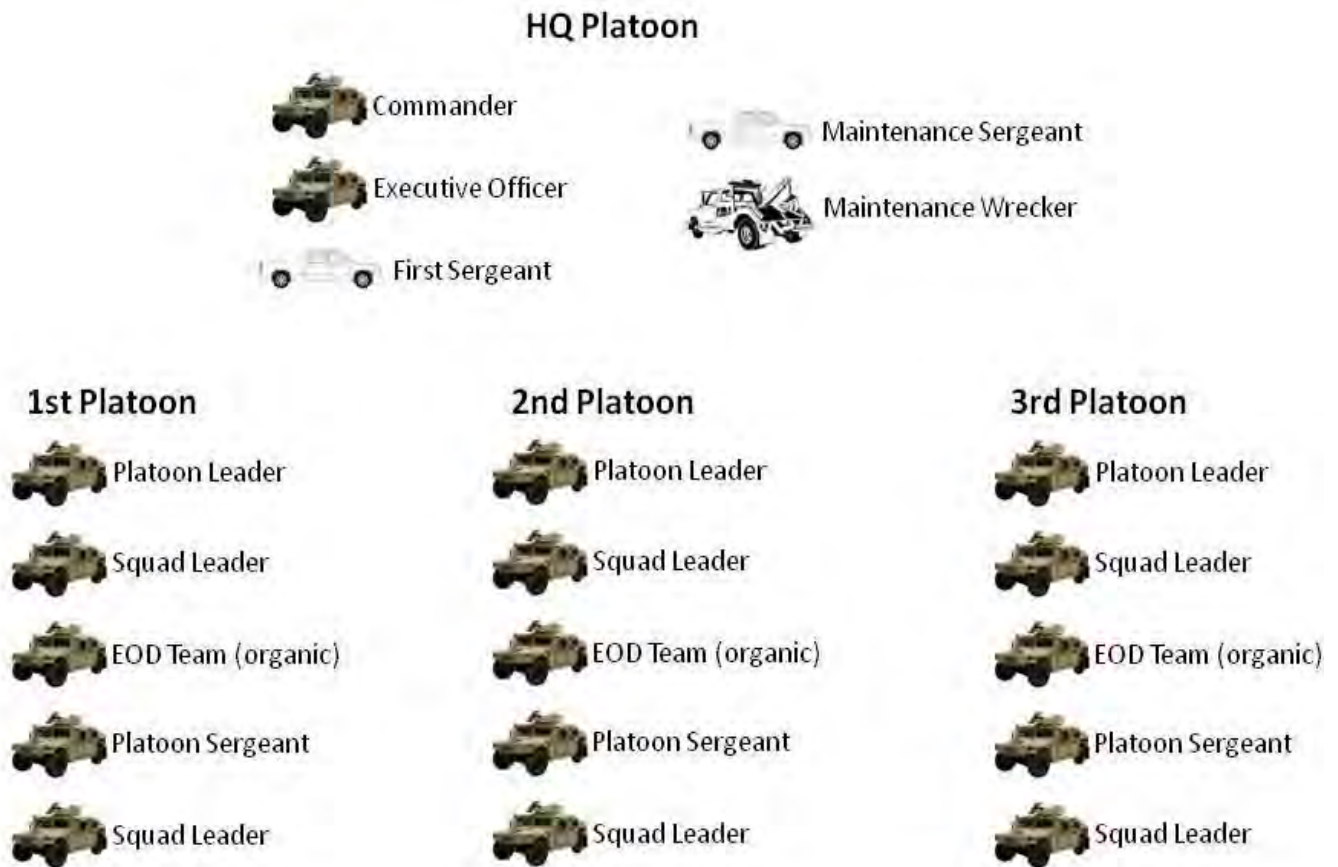 HQ Platoon
Commander
Executive Officer
First Sergeant
Maintenance Sergeant
Maintenance Wrecker
1st Platoon
Platoon Leader
Squad Leader
EOD Team (organic)
Platoon Sergeant
Squad Leader
2nd Platoon
Platoon Leader
Squad Leader
EOD Team (organic)
Platoon Sergeant
Squad Leader
3rd Platoon
Platoon Leader
Squad Leader
EOD Team (organic)
Platoon Sergeant
Squad Leader